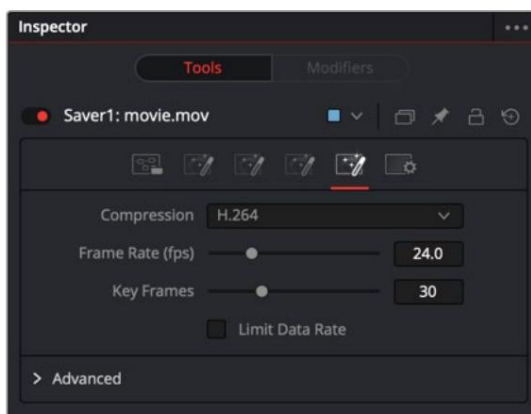 Inspector
Tools Modifiers
Saver1: movie.mov
Compression H.264
Frame Rate (fps) 24.0
Key Frames 30
Limit Data Rate
Advanced